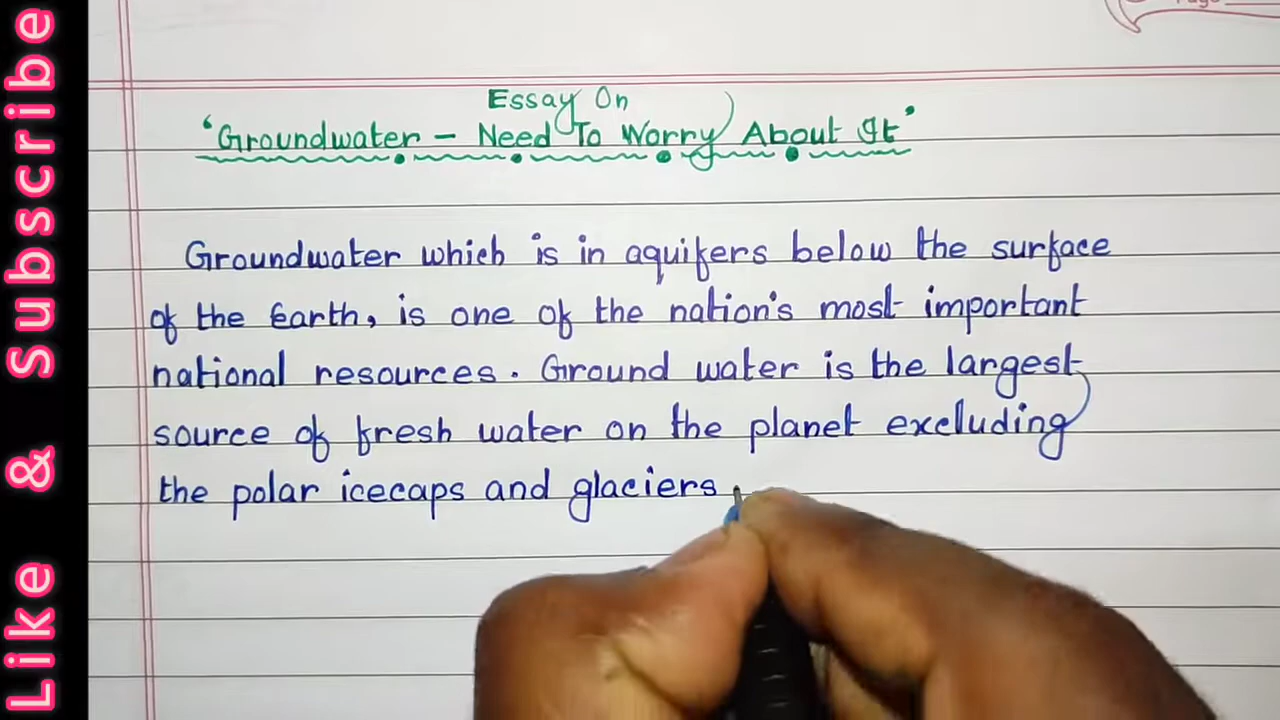 Like & Subscribe
Essay On
'Groundwater - Need To Worry About It'
Groundwater which is in aquifers below the surface
of the Earth, is one of the nation's most important
national resources. Ground water is the largest
source of fresh water on the planet excluding
the polar icecaps and glaciers.